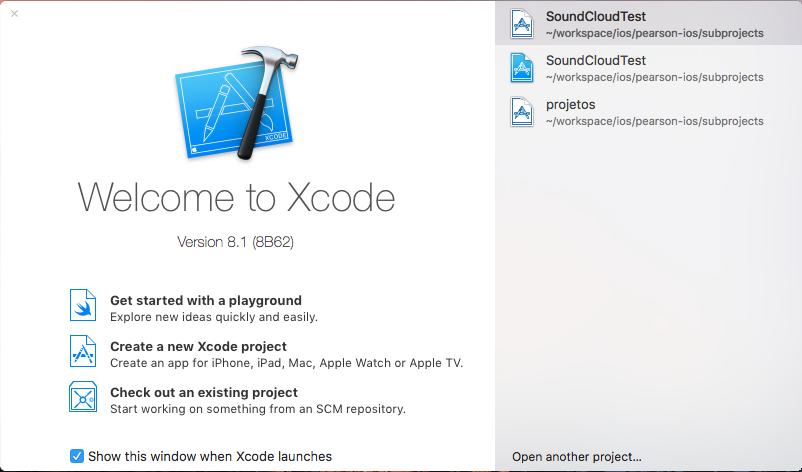 XCODE
Welcome to Xcode
Version 8.1 (8B62)
Get started with a playground
Explore new ideas quickly and easily.
Create a new Xcode project
Create an app for iPhone, iPad, Mac, Apple Watch or Apple TV.
Check out an existing project
Start working on something from an SCM repository.
Show this window when Xcode launches
SoundCloudTest
~/workspace/ios/pearson-ios/subprojects
SoundCloudTest
~/workspace/ios/pearson-ios/subprojects
projetos
~/workspace/ios/pearson-ios/subprojects
Open another project...